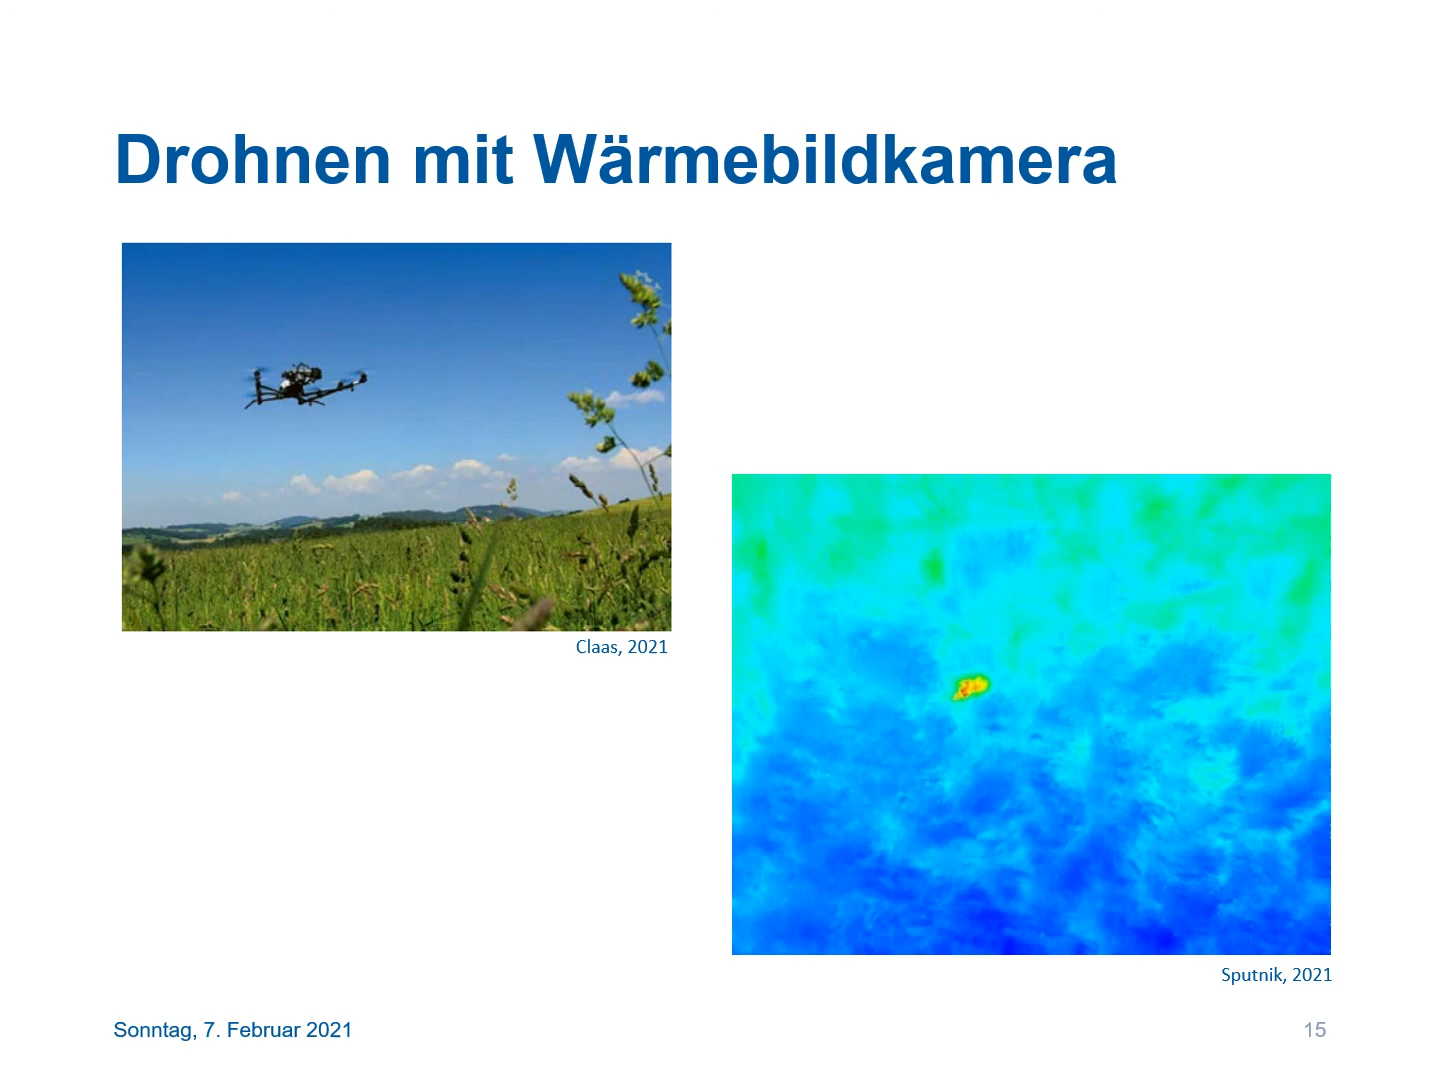 Drohnen mit Wärmebildkamera
Claas, 2021
Sputnik, 2021
Sonntag, 7. Februar 2021
15